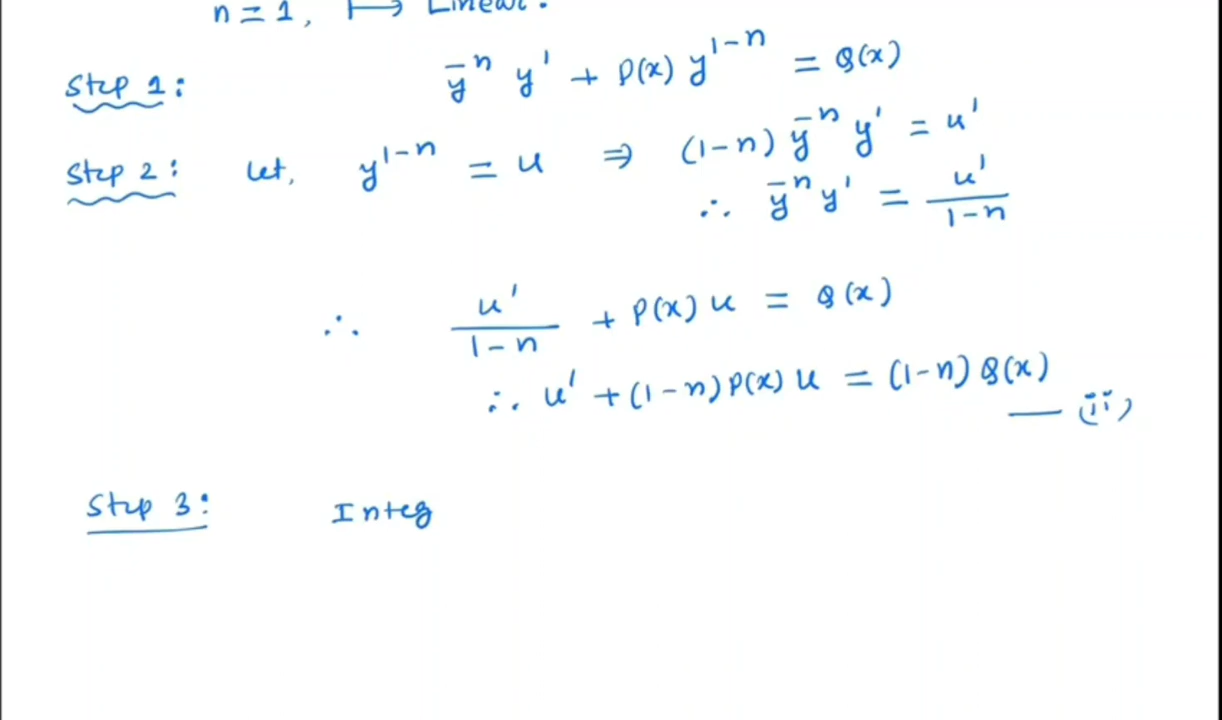 n = 1, ↦ Linear.
Step 1: y⁻ⁿ y' + P(x) y¹⁻ⁿ = Q(x)
Step 2: Let, y¹⁻ⁿ = u ⇒ (1-n) y⁻ⁿ y' = u'
∴ y⁻ⁿ y' = u' / 1-n
∴ u' / 1-n + P(x) u = Q(x)
∴ u' + (1-n) P(x) u = (1-n) Q(x)
— (ii)
Step 3: Integ